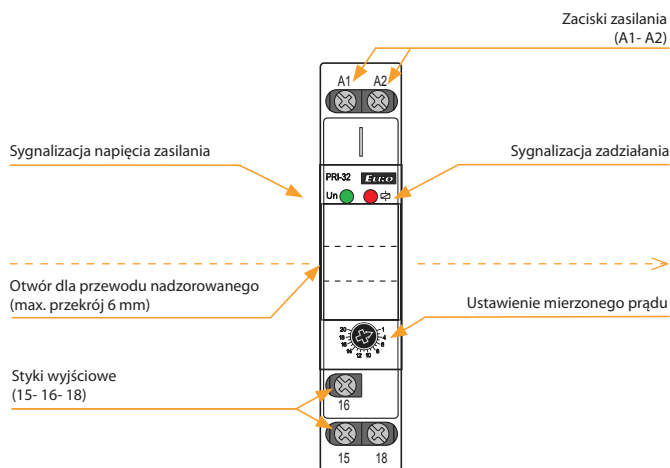 Zaciski zasilania
(A1- A2)
A1 A2
Sygnalizacja napięcia zasilania
Sygnalizacja zadziałania
PRI-32 ELKO
Un
Otwór dla przewodu nadzorowanego
(max. przekrój 6 mm)
Ustawienie mierzonego prądu
20 1
18 4
16 6
14 12 10 8
Styki wyjściowe
(15- 16- 18)
16
15 18